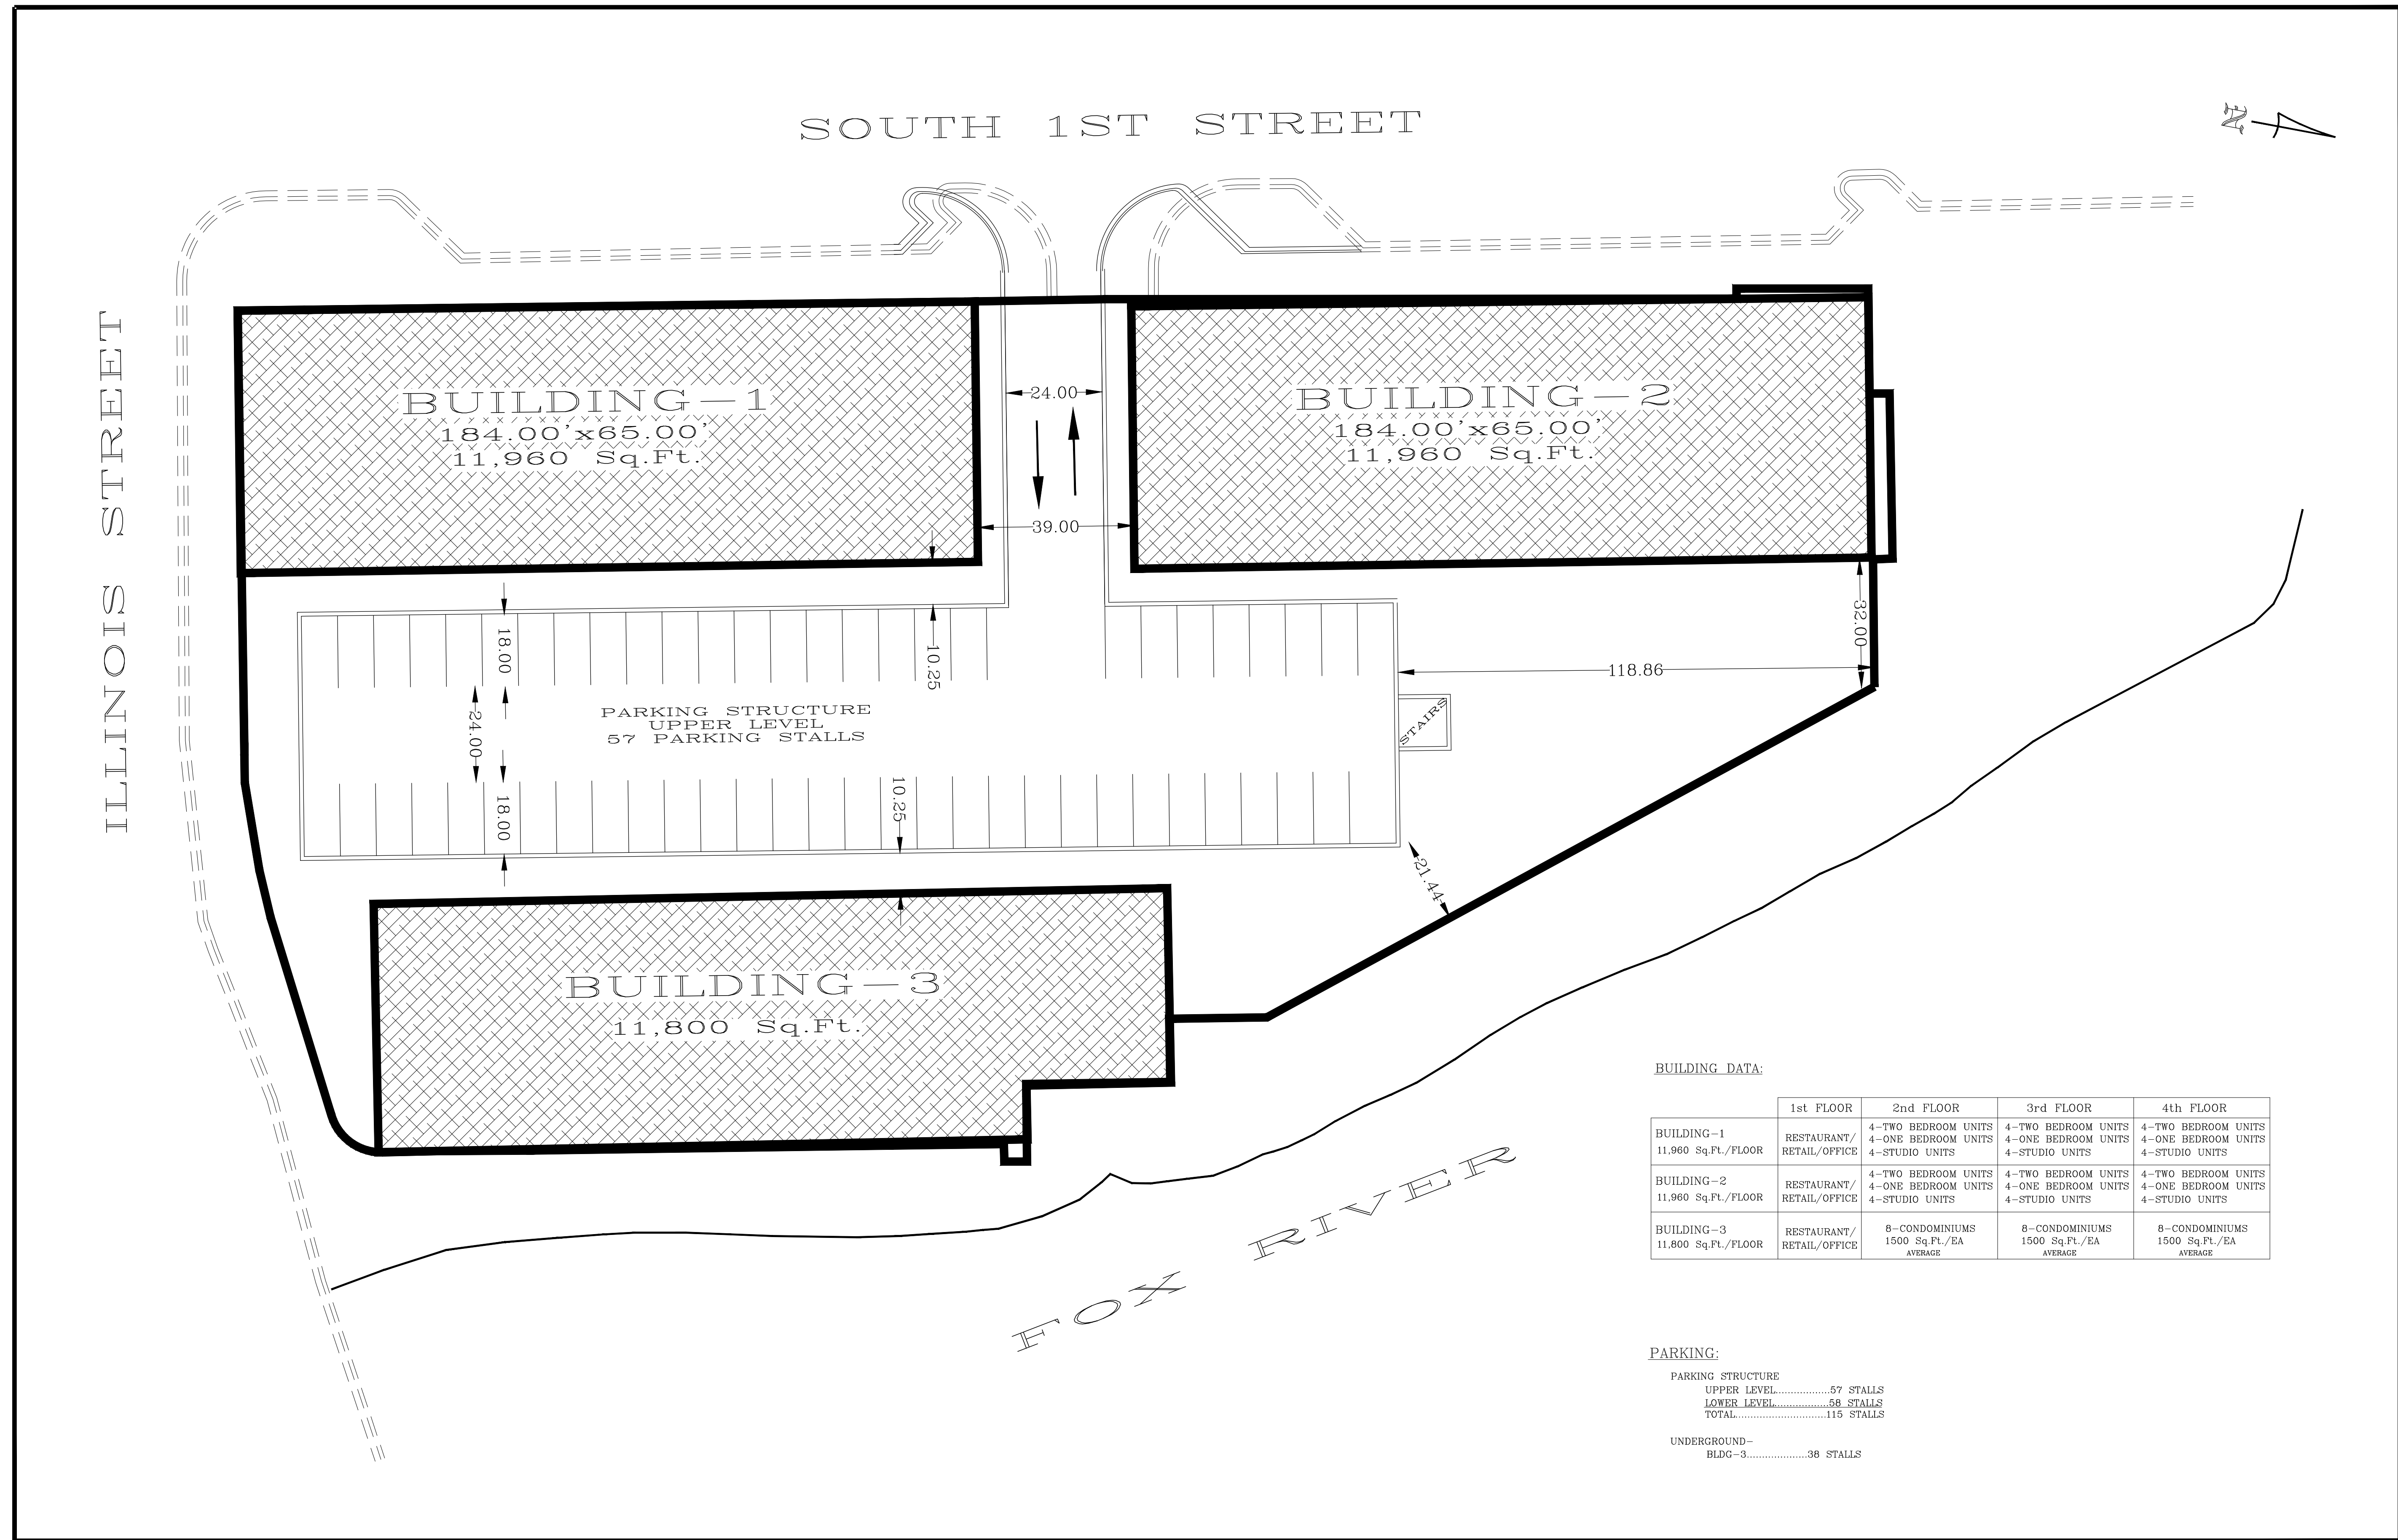 SOUTH 1ST STREET
N
ILLINOIS STREET
BUILDING-1
184.00'x65.00'
11,960 Sq.Ft.
24.00
39.00
BUILDING-2
184.00'x65.00'
11,960 Sq.Ft.
18.00
10.25
32.00
118.86
24.00
PARKING STRUCTURE
UPPER LEVEL
57 PARKING STALLS
STAIRS
18.00
10.25
21.44
BUILDING-3
11,800 Sq.Ft.
FOX RIVER
BUILDING DATA:
1st FLOOR 2nd FLOOR 3rd FLOOR 4th FLOOR
BUILDING-1
11,960 Sq.Ft./FLOOR
RESTAURANT/
RETAIL/OFFICE
4-TWO BEDROOM UNITS
4-ONE BEDROOM UNITS
4-STUDIO UNITS
4-TWO BEDROOM UNITS
4-ONE BEDROOM UNITS
4-STUDIO UNITS
4-TWO BEDROOM UNITS
4-ONE BEDROOM UNITS
4-STUDIO UNITS
BUILDING-2
11,960 Sq.Ft./FLOOR
RESTAURANT/
RETAIL/OFFICE
4-TWO BEDROOM UNITS
4-ONE BEDROOM UNITS
4-STUDIO UNITS
4-TWO BEDROOM UNITS
4-ONE BEDROOM UNITS
4-STUDIO UNITS
4-TWO BEDROOM UNITS
4-ONE BEDROOM UNITS
4-STUDIO UNITS
BUILDING-3
11,800 Sq.Ft./FLOOR
RESTAURANT/
RETAIL/OFFICE
8-CONDOMINIUMS
1500 Sq.Ft./EA
AVERAGE
8-CONDOMINIUMS
1500 Sq.Ft./EA
AVERAGE
8-CONDOMINIUMS
1500 Sq.Ft./EA
AVERAGE
PARKING:
PARKING STRUCTURE
UPPER LEVEL..................57 STALLS
LOWER LEVEL..................58 STALLS
TOTAL..............................115 STALLS
UNDERGROUND-
BLDG-3....................38 STALLS